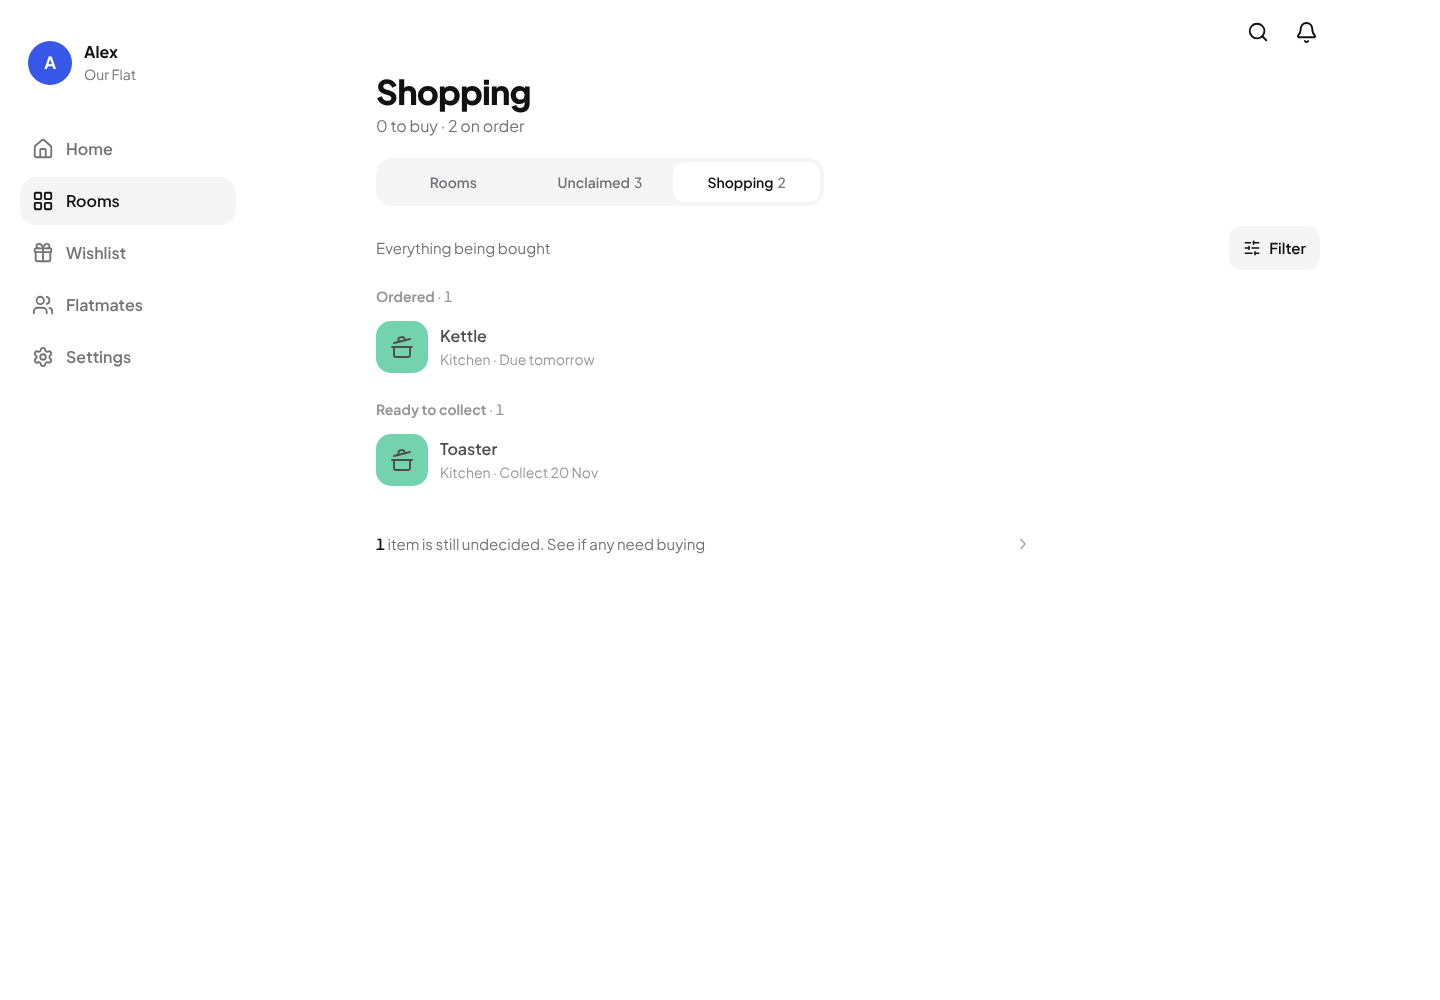 A
Alex
Our Flat
Home
Rooms
Wishlist
Flatmates
Settings
Shopping
0 to buy · 2 on order
Rooms
Unclaimed 3
Shopping 2
Everything being bought
Filter
Ordered · 1
Kettle
Kitchen · Due tomorrow
Ready to collect · 1
Toaster
Kitchen · Collect 20 Nov
1 item is still undecided. See if any need buying